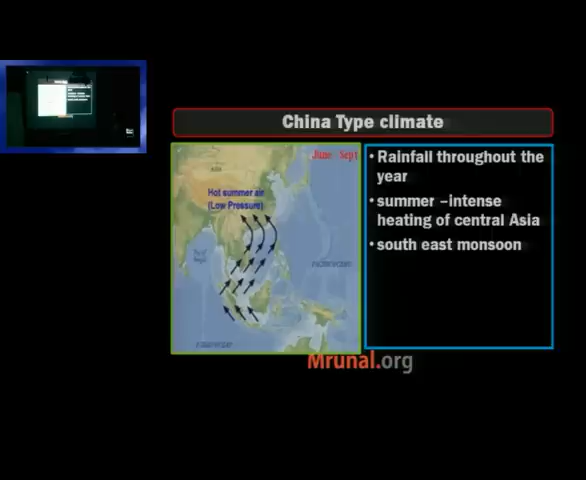 China Type climate
June - Sept
ASIA
Hot summer air
(Low Pressure)
• Rainfall throughout the
year
• summer –intense
heating of central Asia
• south east monsoon
Mrunal.org